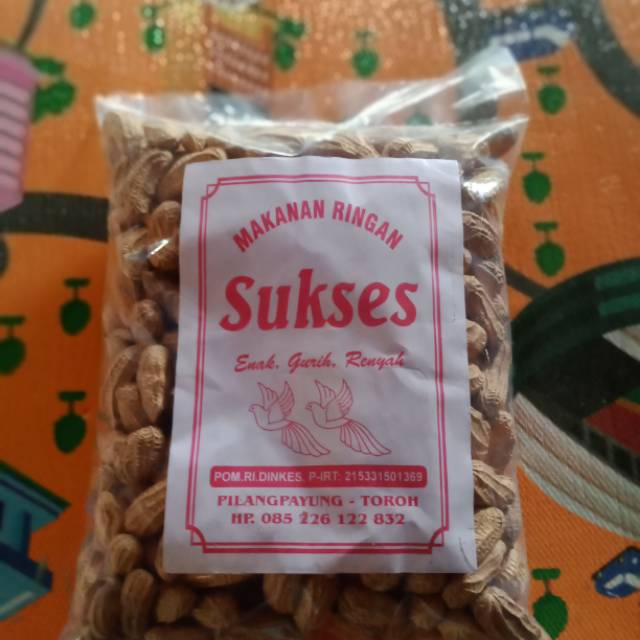 MAKANAN RINGAN
Sukses
Enak, Gurih, Renyah
POM.RI.DINKES. P-IRT: 215331501369
PILANGPAYUNG - TOROH
HP. 085 226 122 832